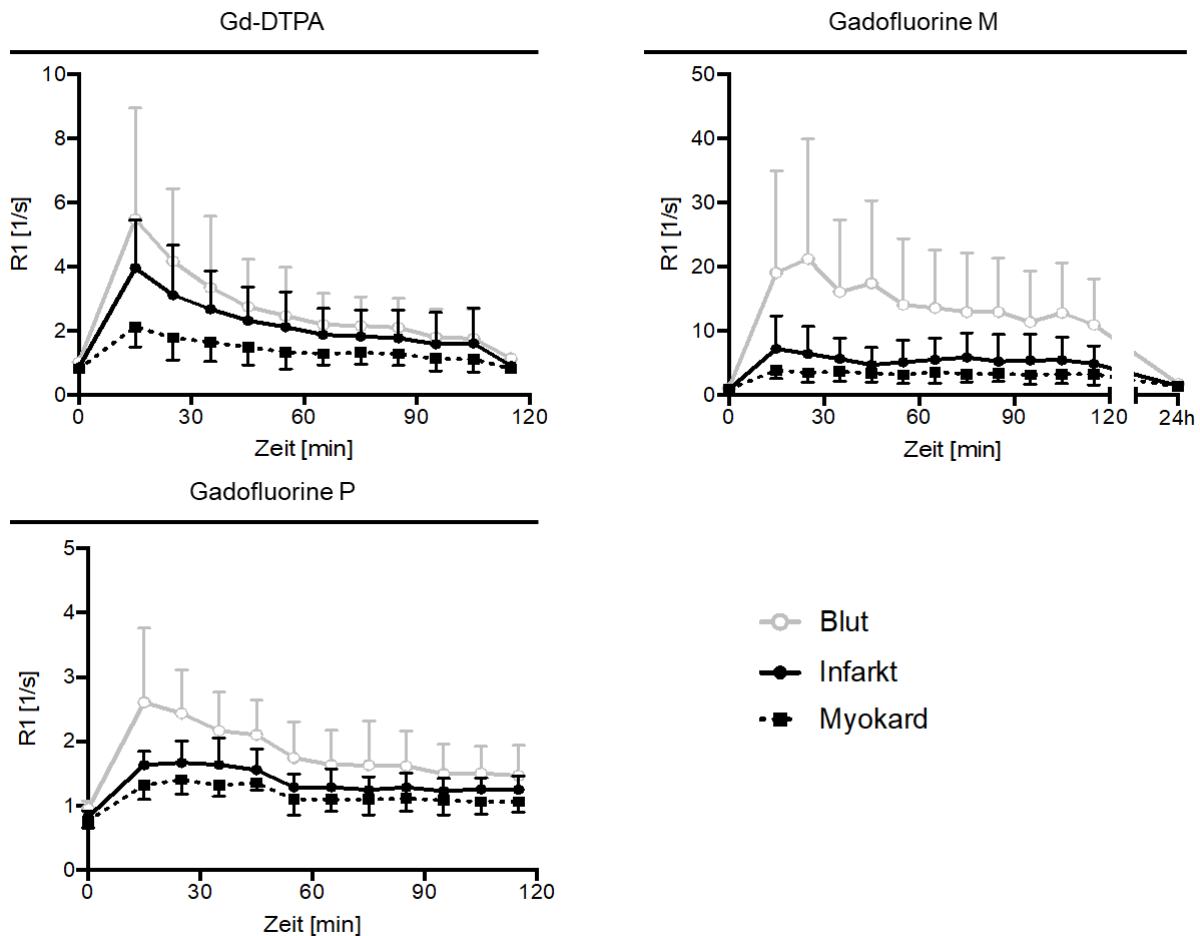 Gd-DTPA
10
8
6
4
2
0
R1 [1/s]
0 30 60 90 120
Zeit [min]
Gadofluorine M
50
40
30
20
10
0
R1 [1/s]
0 30 60 90 120 24h
Zeit [min]
Gadofluorine P
5
4
3
2
1
0
R1 [1/s]
0 30 60 90 120
Zeit [min]
Blut
Infarkt
Myokard